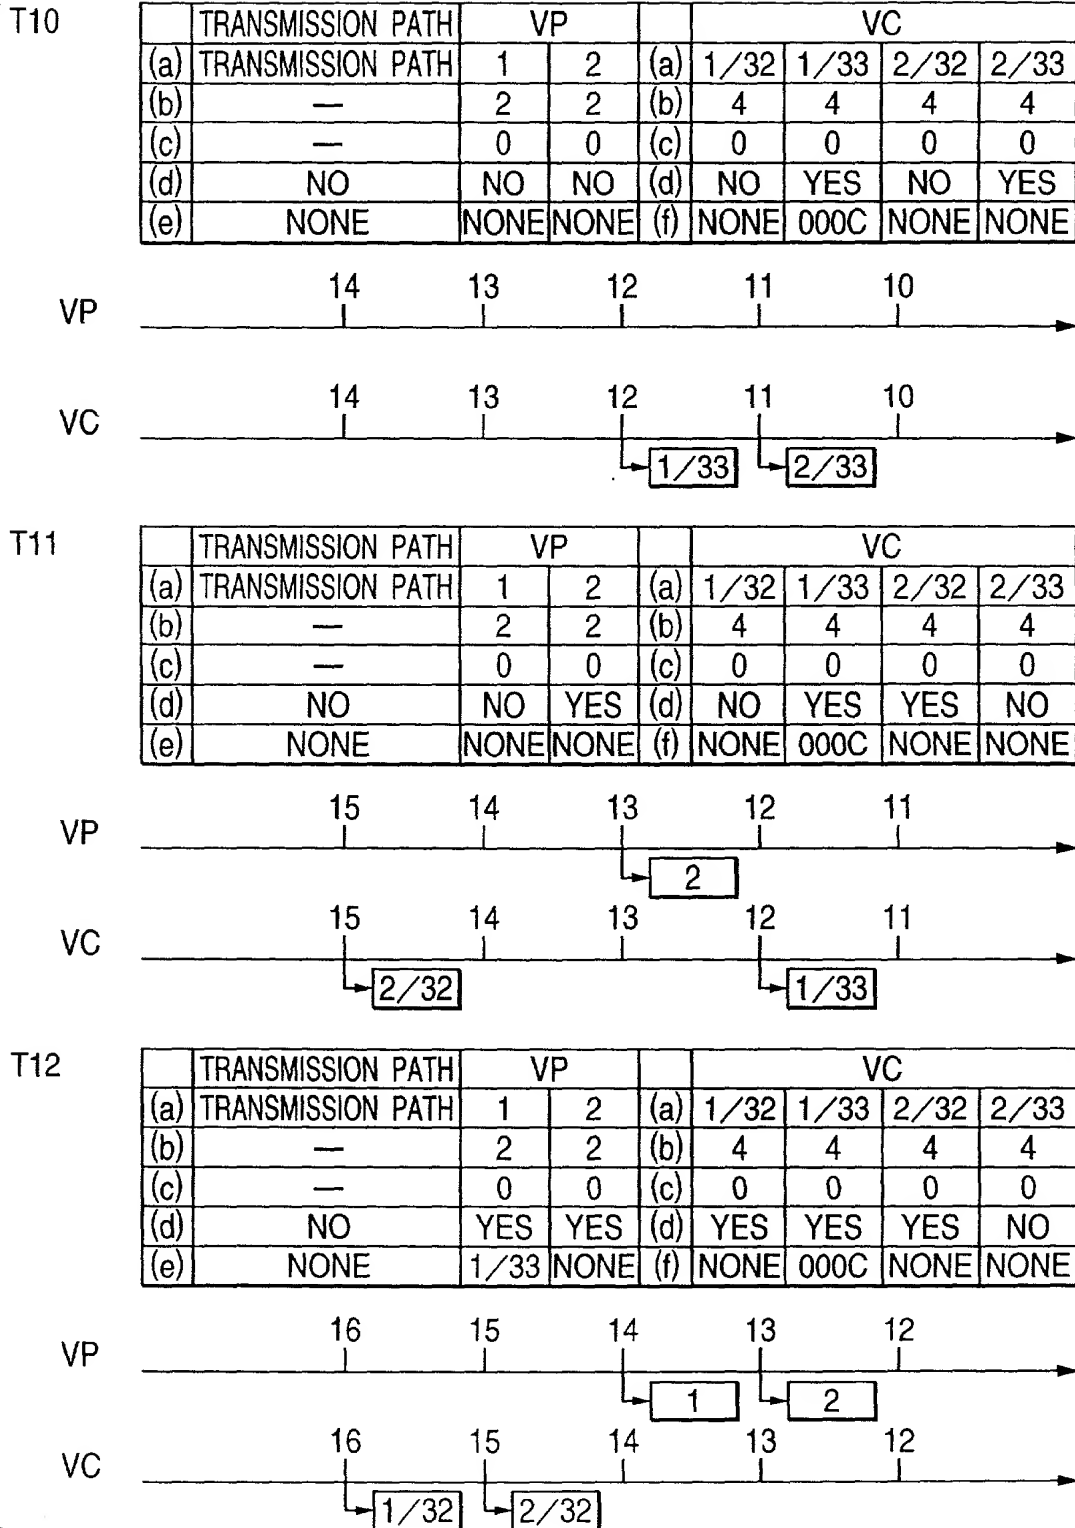 T10 TRANSMISSION PATH VP VC
(a) TRANSMISSION PATH 1 2 (a) 1/32 1/33 2/32 2/33
(b) — 2 2 (b) 4 4 4 4
(c) — 0 0 (c) 0 0 0 0
(d) NO NO NO (d) NO YES NO YES
(e) NONE NONE NONE (f) NONE 000C NONE NONE
14 13 12 11 10
VP
14 13 12 11 10
VC
1/33 2/33
T11 TRANSMISSION PATH VP VC
(a) TRANSMISSION PATH 1 2 (a) 1/32 1/33 2/32 2/33
(b) — 2 2 (b) 4 4 4 4
(c) — 0 0 (c) 0 0 0 0
(d) NO NO YES (d) NO YES YES NO
(e) NONE NONE NONE (f) NONE 000C NONE NONE
15 14 13 12 11
VP
2
15 14 13 12 11
VC
2/32 1/33
T12 TRANSMISSION PATH VP VC
(a) TRANSMISSION PATH 1 2 (a) 1/32 1/33 2/32 2/33
(b) — 2 2 (b) 4 4 4 4
(c) — 0 0 (c) 0 0 0 0
(d) NO YES YES (d) YES YES YES NO
(e) NONE 1/33 NONE (f) NONE 000C NONE NONE
16 15 14 13 12
VP
1 2
16 15 14 13 12
VC
1/32 2/32